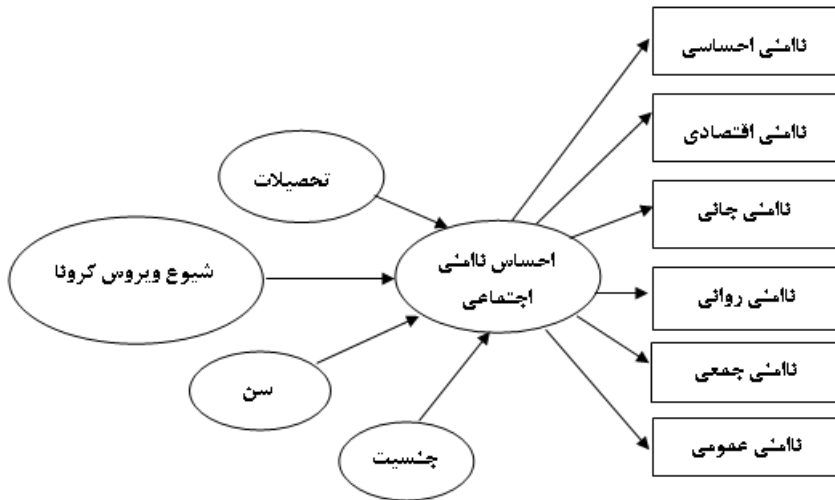 ناامنی احساسی
ناامنی اقتصادی
ناامنی جانی
ناامنی روانی
ناامنی جمعی
ناامنی عمومی
احساس ناامنی
اجتماعی
تحصیلات
شیوع ویروس کرونا
سن
جنسیت